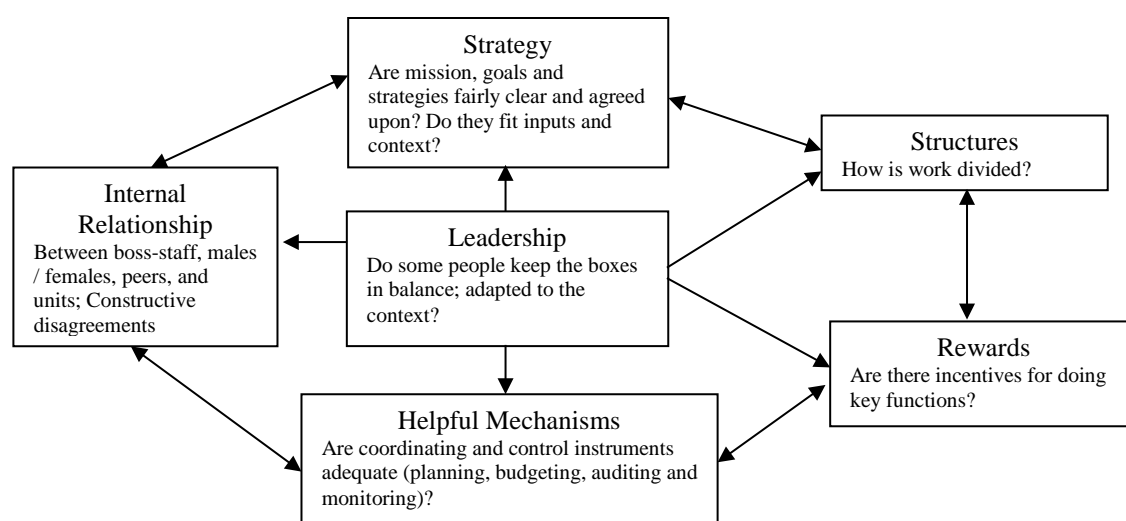 Strategy
Are mission, goals and
strategies fairly clear and agreed
upon? Do they fit inputs and
context?
Structures
How is work divided?
Internal
Relationship
Between boss-staff, males
/ females, peers, and
units; Constructive
disagreements
Leadership
Do some people keep the boxes
in balance; adapted to the
context?
Rewards
Are there incentives for doing
key functions?
Helpful Mechanisms
Are coordinating and control instruments
adequate (planning, budgeting, auditing and
monitoring)?